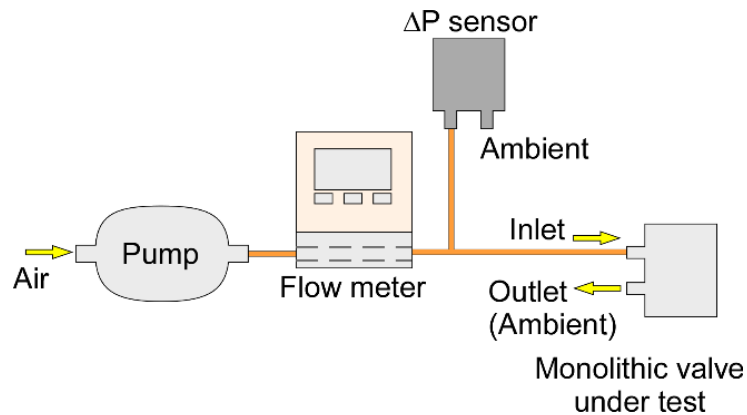 ΔP sensor
Ambient
Inlet
Pump
Air
Flow meter
Outlet
(Ambient)
Monolithic valve
under test